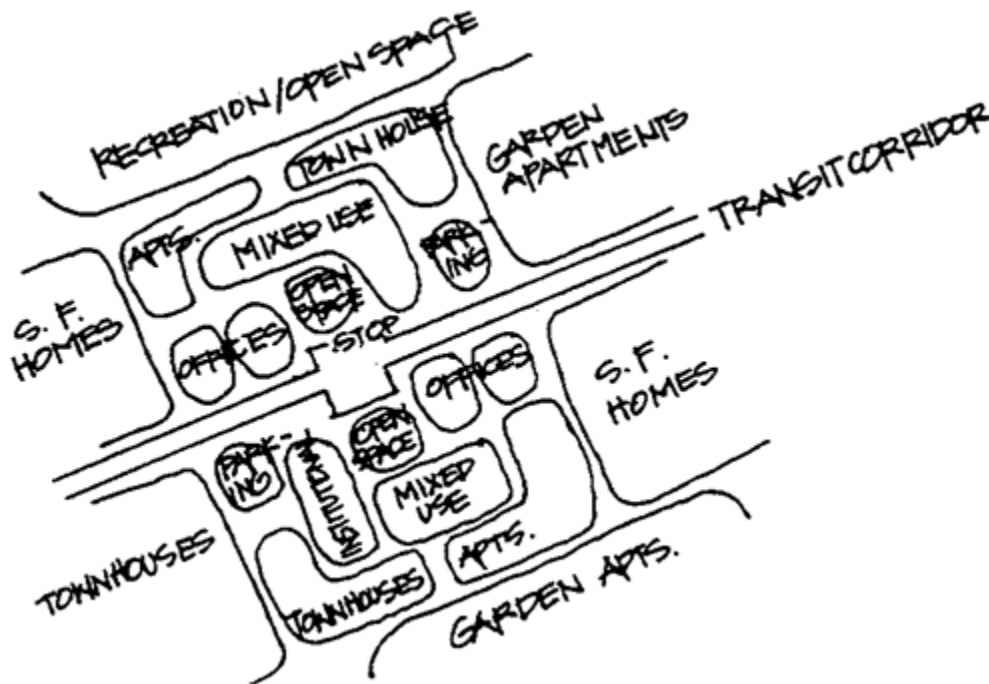 RECREATION/OPEN SPACE
TOWN HOUSE
GARDEN
APARTMENTS
TRANSIT CORRIDOR
APTS.
MIXED USE
PARK-
ING
S. F.
HOMES
OPEN
SPACE
OFFICES
STOP
OFFICES
S. F.
HOMES
PARK-
ING
OPEN
SPACE
MIXED
USE
TOWNHOUSES
APTS.
TOWNHOUSES
GARDEN APTS.